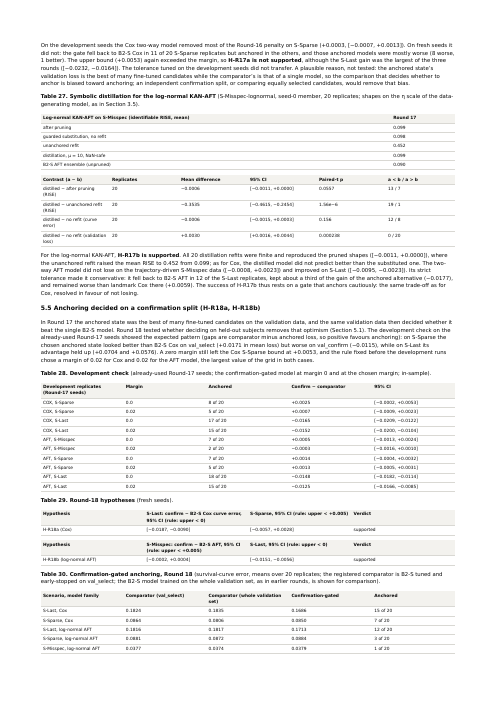 On the development seeds the Cox two-way model removed most of the Round-16 penalty on S-Sparse (+0.0003, [−0.0007, +0.0013]). On fresh seeds it
did not: the gate fell back to B2-S Cox in 11 of 20 S-Sparse replicates but anchored in the others, and those anchored models were mostly worse (8 worse,
1 better). The upper bound (+0.0053) again exceeded the margin, so H-R17a is not supported, although the S-Last gain was the largest of the three
rounds ([−0.0232, −0.0164]). The tolerance tuned on the development seeds did not transfer. A plausible reason, not tested: the anchored state's
validation loss is the best of many fine-tuned candidates while the comparator's is that of a single model, so the comparison that decides whether to
anchor is biased toward anchoring; an independent confirmation split, or comparing equally selected candidates, would remove that bias.
Table 27. Symbolic distillation for the log-normal KAN-AFT (S-Misspec-lognormal, seed-0 member, 20 replicates; shapes on the η scale of the data-
generating model, as in Section 3.5).
Log-normal KAN-AFT on S-Misspec (identifiable RISE, mean) Round 17
after pruning 0.099
guarded substitution, no refit 0.098
unanchored refit 0.452
distillation, μ = 10, NaN-safe 0.099
B2-S AFT ensemble (unpruned) 0.090
Contrast (a − b) Replicates Mean difference 95% CI Paired-t p a < b / a > b
distilled − after pruning 20 −0.0006 [−0.0011, +0.0000] 0.0557 13 / 7
(RISE)
distilled − unanchored refit 20 −0.3535 [−0.4615, −0.2454] 1.56e−6 19 / 1
(RISE)
distilled − no refit (curve 20 −0.0006 [−0.0015, +0.0003] 0.156 12 / 8
error)
distilled − no refit (validation 20 +0.0030 [+0.0016, +0.0044] 0.000238 0 / 20
loss)
For the log-normal KAN-AFT, H-R17b is supported. All 20 distillation refits were finite and reproduced the pruned shapes ([−0.0011, +0.0000]), where
the unanchored refit raised the mean RISE to 0.452 from 0.099; as for Cox, the distilled model did not predict better than the substituted one. The two-
way AFT model did not lose on the trajectory-driven S-Misspec data ([−0.0008, +0.0023]) and improved on S-Last ([−0.0095, −0.0023]). Its strict
tolerance made it conservative: it fell back to B2-S AFT in 12 of the S-Last replicates, kept about a third of the gain of the anchored alternative (−0.0177),
and remained worse than landmark Cox there (+0.0059). The success of H-R17b thus rests on a gate that anchors cautiously: the same trade-off as for
Cox, resolved in favour of not losing.
5.5 Anchoring decided on a confirmation split (H-R18a, H-R18b)
In Round 17 the anchored state was the best of many fine-tuned candidates on the validation data, and the same validation data then decided whether it
beat the single B2-S model. Round 18 tested whether deciding on held-out subjects removes that optimism (Section 5.1). The development check on the
already-used Round-17 seeds showed the expected pattern (gaps are comparator minus anchored loss, so positive favours anchoring): on S-Sparse the
chosen anchored state looked better than B2-S Cox on val_select (+0.0171 in mean loss) but worse on val_confirm (−0.0115), while on S-Last its
advantage held up (+0.0704 and +0.0576). A zero margin still left the Cox S-Sparse bound at +0.0053, and the rule fixed before the development runs
chose a margin of 0.02 for Cox and 0.02 for the AFT model, the largest value of the grid in both cases.
Table 28. Development check (already-used Round-17 seeds; the confirmation-gated model at margin 0 and at the chosen margin; in-sample).
Development replicates Margin Anchored Confirm − comparator 95% CI
(Round-17 seeds)
COX, S-Sparse 0.0 8 of 20 +0.0025 [−0.0002, +0.0053]
COX, S-Sparse 0.02 5 of 20 +0.0007 [−0.0009, +0.0023]
COX, S-Last 0.0 17 of 20 −0.0165 [−0.0209, −0.0122]
COX, S-Last 0.02 15 of 20 −0.0152 [−0.0200, −0.0104]
AFT, S-Misspec 0.0 7 of 20 +0.0005 [−0.0013, +0.0024]
AFT, S-Misspec 0.02 2 of 20 −0.0003 [−0.0016, +0.0010]
AFT, S-Sparse 0.0 7 of 20 +0.0014 [−0.0004, +0.0032]
AFT, S-Sparse 0.02 5 of 20 +0.0013 [−0.0005, +0.0031]
AFT, S-Last 0.0 18 of 20 −0.0148 [−0.0182, −0.0114]
AFT, S-Last 0.02 15 of 20 −0.0125 [−0.0166, −0.0085]
Table 29. Round-18 hypotheses (fresh seeds).
Hypothesis S-Last: confirm − B2-S Cox curve error, S-Sparse, 95% CI (rule: upper < +0.005) Verdict
95% CI (rule: upper < 0)
H-R18a (Cox) [−0.0187, −0.0090] [−0.0057, +0.0028] supported
Hypothesis S-Misspec: confirm − B2-S AFT, 95% CI S-Last, 95% CI (rule: upper < 0) Verdict
(rule: upper < +0.005)
H-R18b (log-normal AFT) [−0.0002, +0.0004] [−0.0151, −0.0056] supported
Table 30. Confirmation-gated anchoring, Round 18 (survival-curve error, means over 20 replicates; the registered comparator is B2-S tuned and
early-stopped on val_select; the B2-S model trained on the whole validation set, as in earlier rounds, is shown for comparison).
Scenario, model family Comparator (val_select) Comparator (whole validation Confirmation-gated Anchored
set)
S-Last, Cox 0.1824 0.1835 0.1686 15 of 20
S-Sparse, Cox 0.0864 0.0806 0.0850 7 of 20
S-Last, log-normal AFT 0.1816 0.1817 0.1713 12 of 20
S-Sparse, log-normal AFT 0.0881 0.0872 0.0884 3 of 20
S-Misspec, log-normal AFT 0.0377 0.0374 0.0379 1 of 20